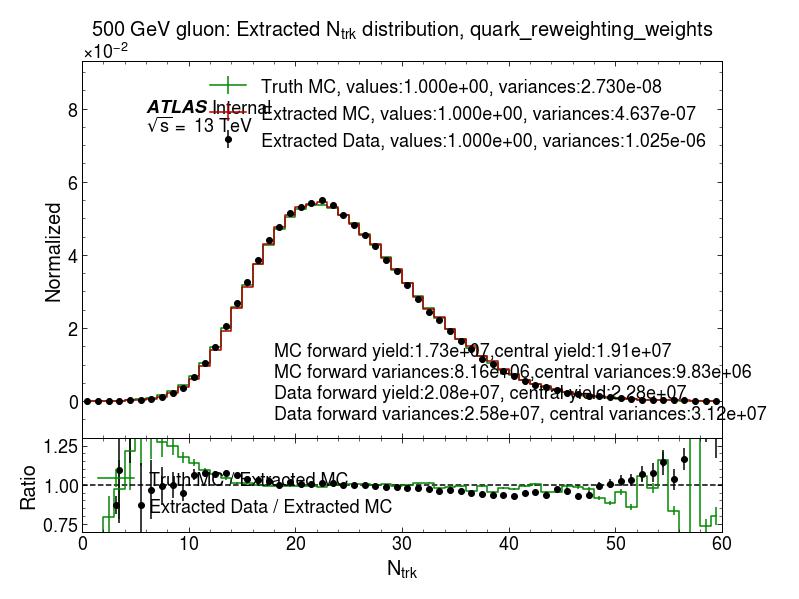 500 GeV gluon: Extracted Ntrk distribution, quark_reweighting_weights
×10−2
Truth MC, values:1.000e+00, variances:2.730e-08
ATLAS Internal
Extracted MC, values:1.000e+00, variances:4.637e-07
√s = 13 TeV
Extracted Data, values:1.000e+00, variances:1.025e-06
8
6
4
2
0
Normalized
MC forward yield:1.73e+07,central yield:1.91e+07
MC forward variances:8.16e+06,central variances:9.83e+06
Data forward yield:2.08e+07, central yield:2.28e+07
Data forward variances:2.58e+07, central variances:3.12e+07
1.25
1.00
0.75
Ratio
Truth MC / Extracted MC
Extracted Data / Extracted MC
0 10 20 30 40 50 60
Ntrk